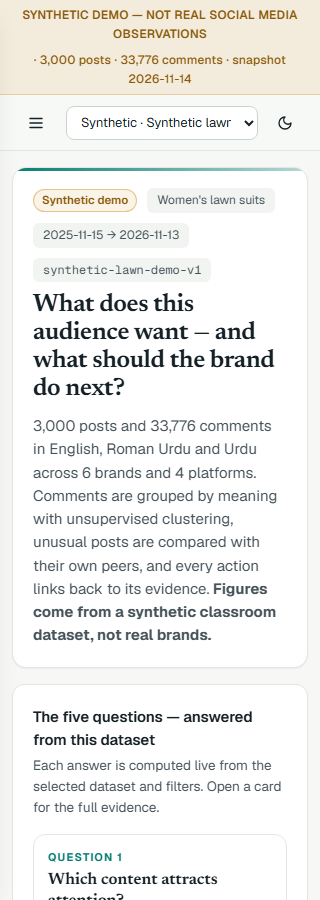 SYNTHETIC DEMO — NOT REAL SOCIAL MEDIA
OBSERVATIONS
· 3,000 posts · 33,776 comments · snapshot
2026-11-14
Synthetic · Synthetic lawr
Synthetic demo
Women's lawn suits
2025-11-15 → 2026-11-13
synthetic-lawn-demo-v1
What does this
audience want — and
what should the brand
do next?
3,000 posts and 33,776 comments
in English, Roman Urdu and Urdu
across 6 brands and 4 platforms.
Comments are grouped by meaning
with unsupervised clustering,
unusual posts are compared with
their own peers, and every action
links back to its evidence. Figures
come from a synthetic classroom
dataset, not real brands.
The five questions — answered
from this dataset
Each answer is computed live from the
selected dataset and filters. Open a card
for the full evidence.
QUESTION 1
Which content attracts
attention?